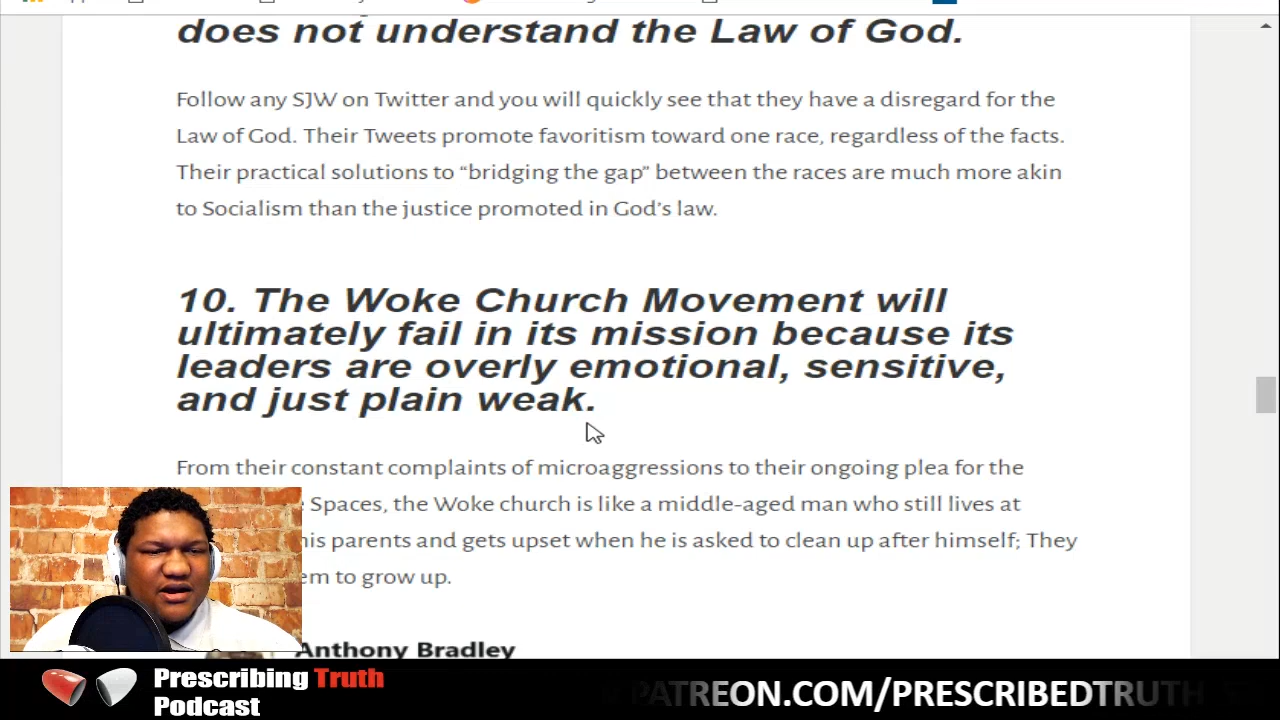 does not understand the Law of God.
Follow any SJW on Twitter and you will quickly see that they have a disregard for the
Law of God. Their Tweets promote favoritism toward one race, regardless of the facts.
Their practical solutions to “bridging the gap” between the races are much more akin
to Socialism than the justice promoted in God’s law.
10. The Woke Church Movement will
ultimately fail in its mission because its
leaders are overly emotional, sensitive,
and just plain weak.
From their constant complaints of microaggressions to their ongoing plea for the
Spaces, the Woke church is like a middle-aged man who still lives at
his parents and gets upset when he is asked to clean up after himself; They
to grow up.
Anthony Bradley
Prescribing Truth
Podcast
PATREON.COM/PRESCRIBEDTRUTH